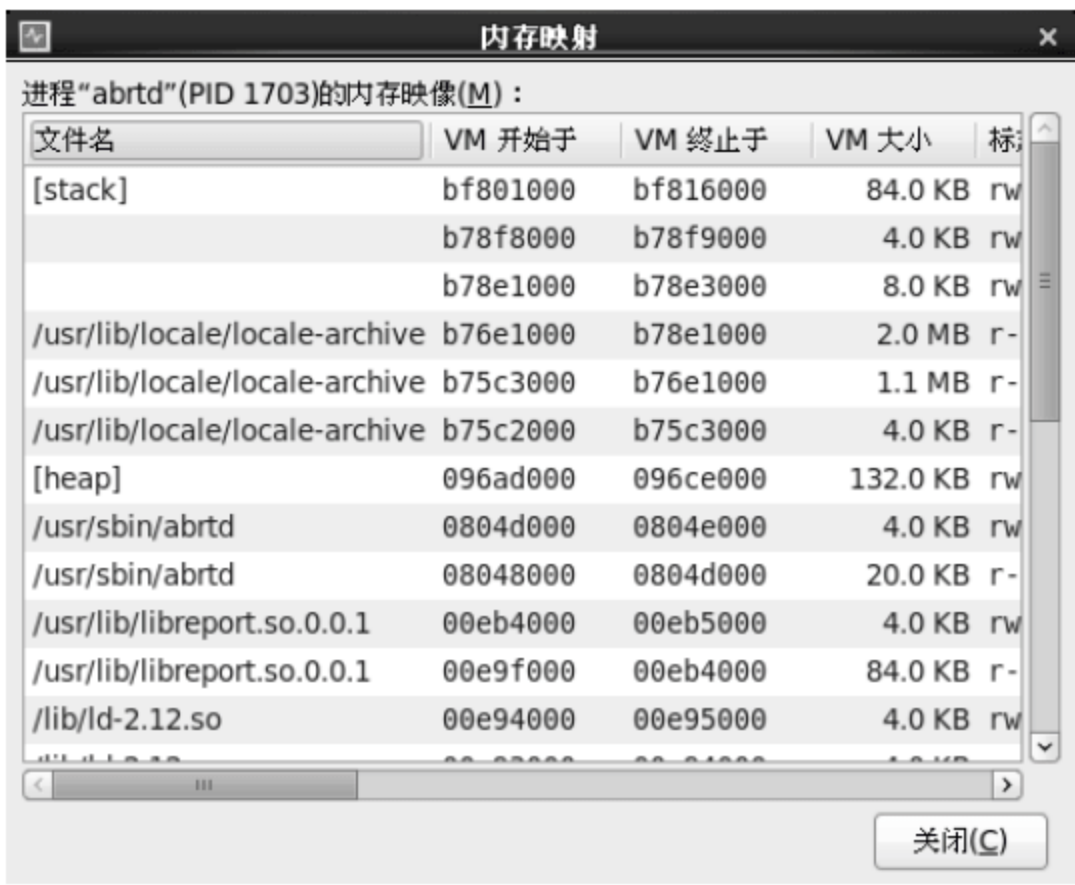 内存映射
进程“abrtd”(PID 1703)的内存映像(M)：
文件名 VM 开始于 VM 终止于 VM 大小
[stack] bf801000 bf816000 84.0 KB rw
b78f8000 b78f9000 4.0 KB rw
b78e1000 b78e3000 8.0 KB rw
/usr/lib/locale/locale-archive b76e1000 b78e1000 2.0 MB r-
/usr/lib/locale/locale-archive b75c3000 b76e1000 1.1 MB r-
/usr/lib/locale/locale-archive b75c2000 b75c3000 4.0 KB r-
[heap] 096ad000 096ce000 132.0 KB rw
/usr/sbin/abrtd 0804d000 0804e000 4.0 KB rw
/usr/sbin/abrtd 08048000 0804d000 20.0 KB r-
/usr/lib/libreport.so.0.0.1 00eb4000 00eb5000 4.0 KB rw
/usr/lib/libreport.so.0.0.1 00e9f000 00eb4000 84.0 KB r-
/lib/ld-2.12.so 00e94000 00e95000 4.0 KB rw
关闭(C)